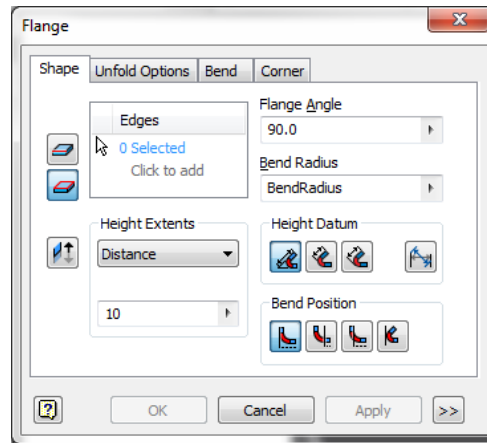 Flange
Shape Unfold Options Bend Corner
Edges
0 Selected
Click to add
Flange Angle
90.0
Bend Radius
BendRadius
Height Extents
Distance
10
Height Datum
Bend Position
OK Cancel Apply >>